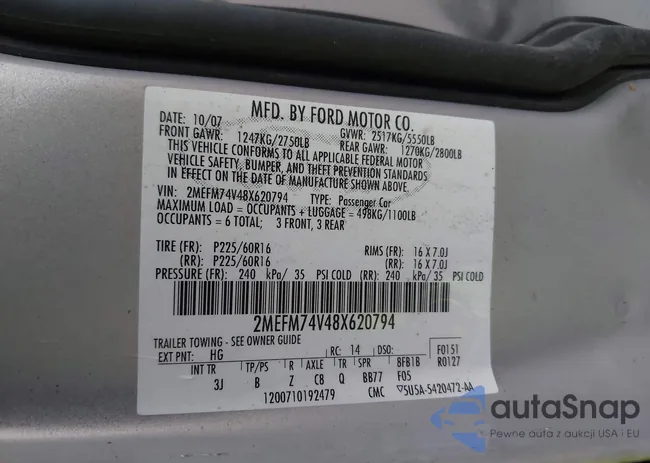 MFD. BY FORD MOTOR CO.
DATE: 10/07 GVWR: 2517KG/5550LB
FRONT GAWR: 1247KG/2750LB REAR GAWR: 1270KG/2800LB
THIS VEHICLE CONFORMS TO ALL APPLICABLE FEDERAL MOTOR
VEHICLE SAFETY, BUMPER, AND THEFT PREVENTION STANDARDS
IN EFFECT ON THE DATE OF MANUFACTURE SHOWN ABOVE.
VIN: 2MEFM74V48X620794 TYPE: Passenger Car
MAXIMUM LOAD = OCCUPANTS + LUGGAGE = 498KG/1100LB
OCCUPANTS = 6 TOTAL; 3 FRONT, 3 REAR
TIRE (FR): P225/60R16 RIMS (FR): 16 X 7.0J
(RR): P225/60R16 (RR): 16 X 7.0J
PRESSURE (FR): 240 kPa/ 35 PSI COLD (RR): 240 kPa/ 35 PSI COLD
2MEFM74V48X620794
TRAILER TOWING - SEE OWNER GUIDE
EXT PNT: HG RC: 14 DSO: F0151
INT TR TP/PS R AXLE TR SPR 8FB1B R0127
3J B Z C8 Q BB77 F05
1200710192479 CMC 5U5A-5420472-AA
autaSnap
Pewne auta z aukcji USA i EU